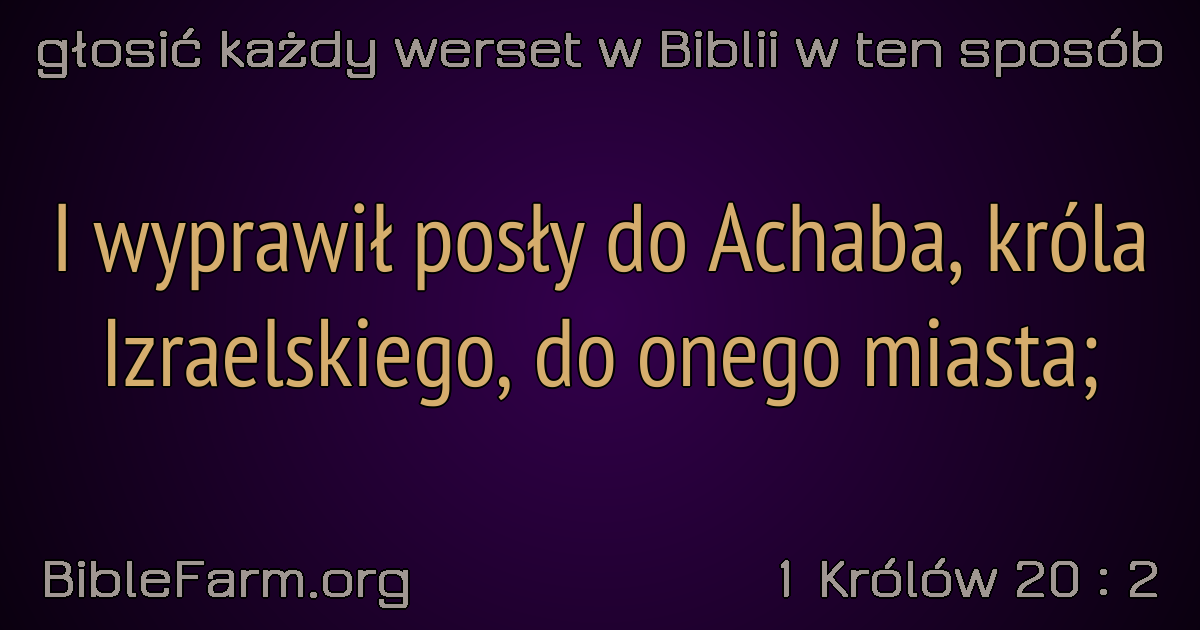 głosić każdy werset w Biblii w ten sposób
I wyprawił posły do Achaba, króla
Izraelskiego, do onego miasta;
BibleFarm.org
1 Królów 20 : 2